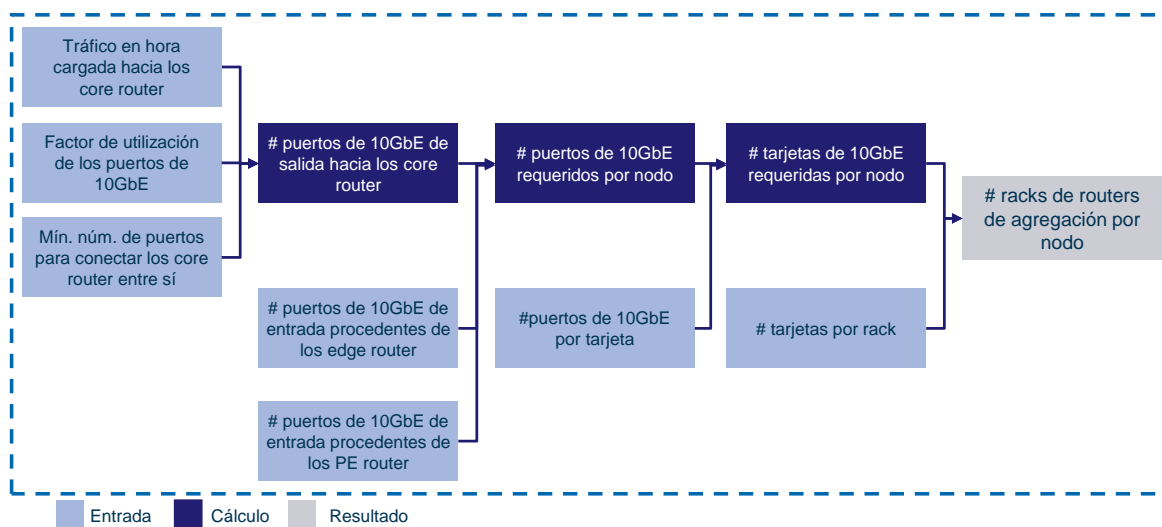 Tráfico en hora
cargada hacia los
core router
Factor de utilización
de los puertos de
10GbE
Mín. núm. de puertos
para conectar los core
router entre sí
# puertos de 10GbE de
salida hacia los core
router
# puertos de 10GbE de
entrada procedentes de
los edge router
# puertos de 10GbE de
entrada procedentes de
los PE router
# puertos de 10GbE
requeridos por nodo
#puertos de 10GbE
por tarjeta
# tarjetas de 10GbE
requeridas por nodo
# tarjetas por rack
# racks de routers
de agregación por
nodo
Entrada
Cálculo
Resultado